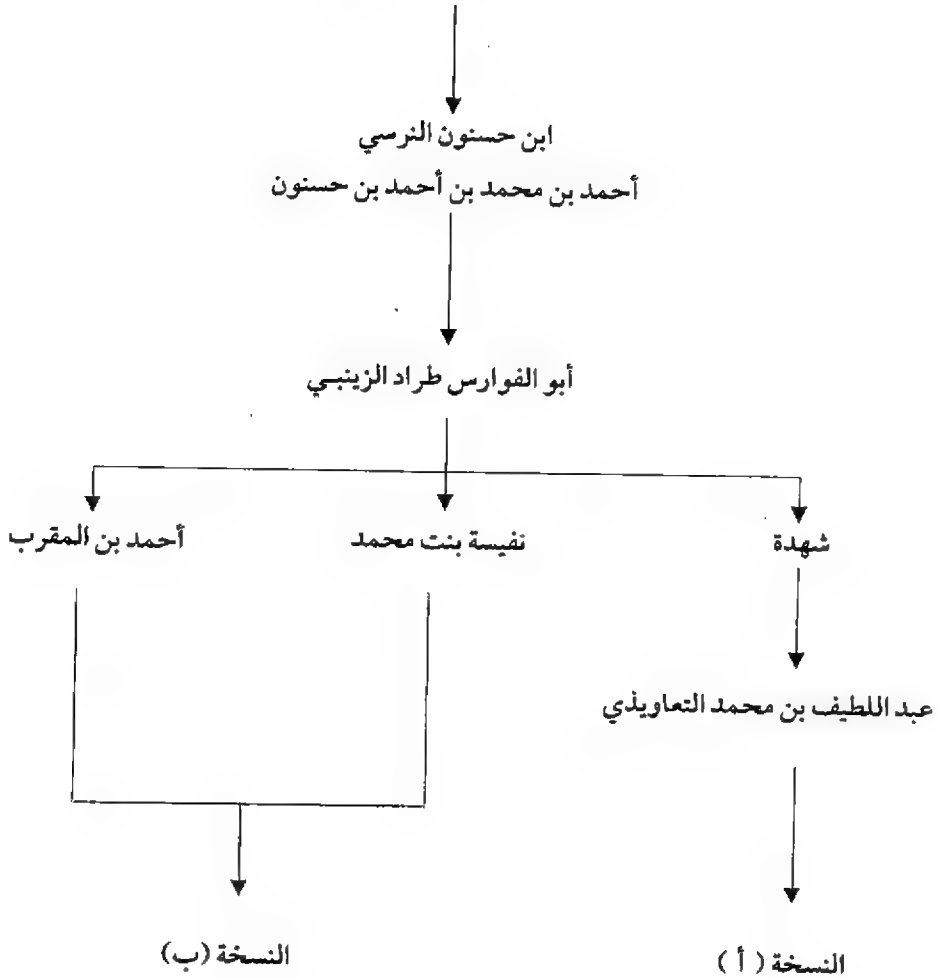 ابن حسنون النرسي
أحمد بن محمد بن أحمد بن حسنون
أبو الفوارس طراد الزينبي
شهدة
نفيسة بنت محمد
أحمد بن المقرب
عبد اللطيف بن محمد التعاويذي
النسخة ( أ )
النسخة (ب)